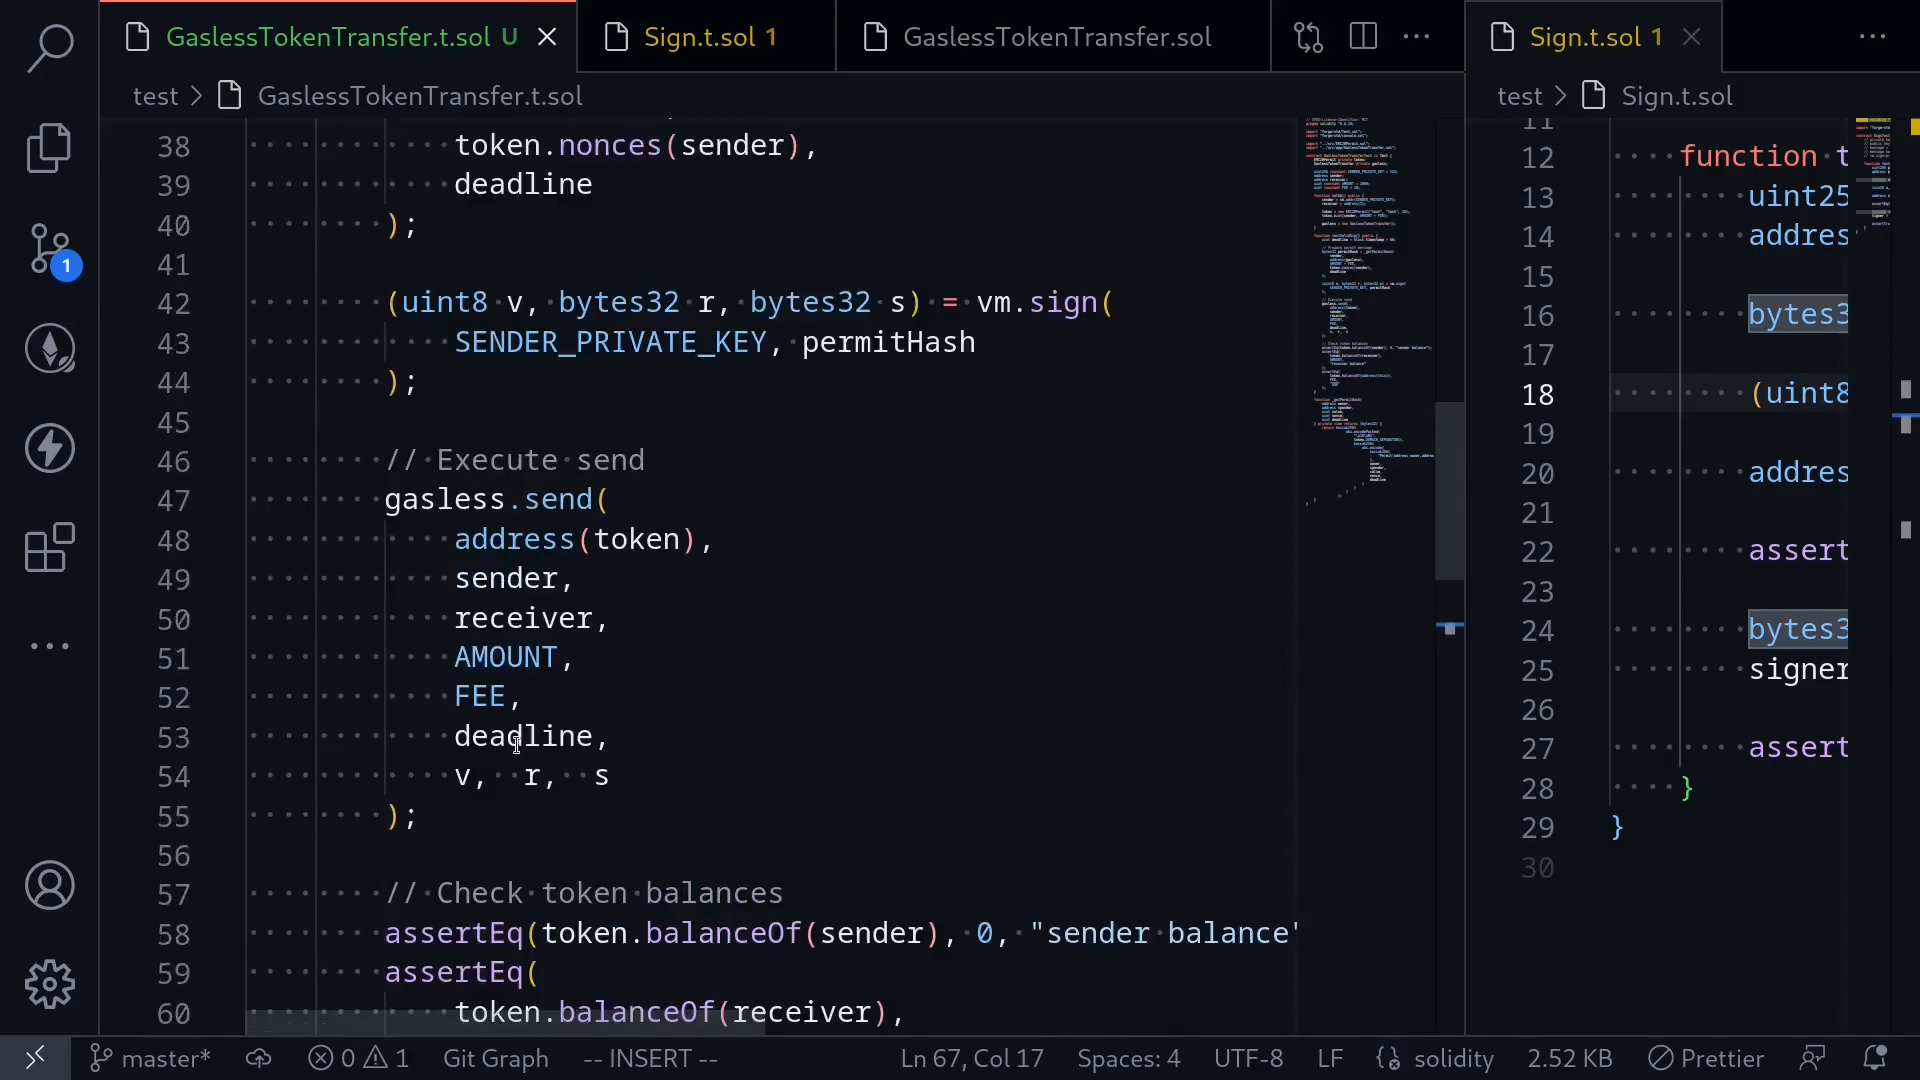 GaslessTokenTransfer.t.sol U
Sign.t.sol 1
GaslessTokenTransfer.sol
Sign.t.sol 1
test > GaslessTokenTransfer.t.sol
test > Sign.t.sol
38 token.nonces(sender),
39 deadline
40 );
41
42 (uint8 v, bytes32 r, bytes32 s) = vm.sign(
43 SENDER_PRIVATE_KEY, permitHash
44 );
45
46 // Execute send
47 gasless.send(
48 address(token),
49 sender,
50 receiver,
51 AMOUNT,
52 FEE,
53 deadline,
54 v, r, s
55 );
56
57 // Check token balances
58 assertEq(token.balanceOf(sender), 0, "sender balance"
59 assertEq(
60 token.balanceOf(receiver),
11
12 function t
13 uint25
14 addres
15
16 bytes3
17
18 (uint8
19
20 addres
21
22 assert
23
24 bytes3
25 signer
26
27 assert
28 }
29 }
30
1
master* 0 1 Git Graph -- INSERT -- Ln 67, Col 17 Spaces: 4 UTF-8 LF solidity 2.52 KB Prettier